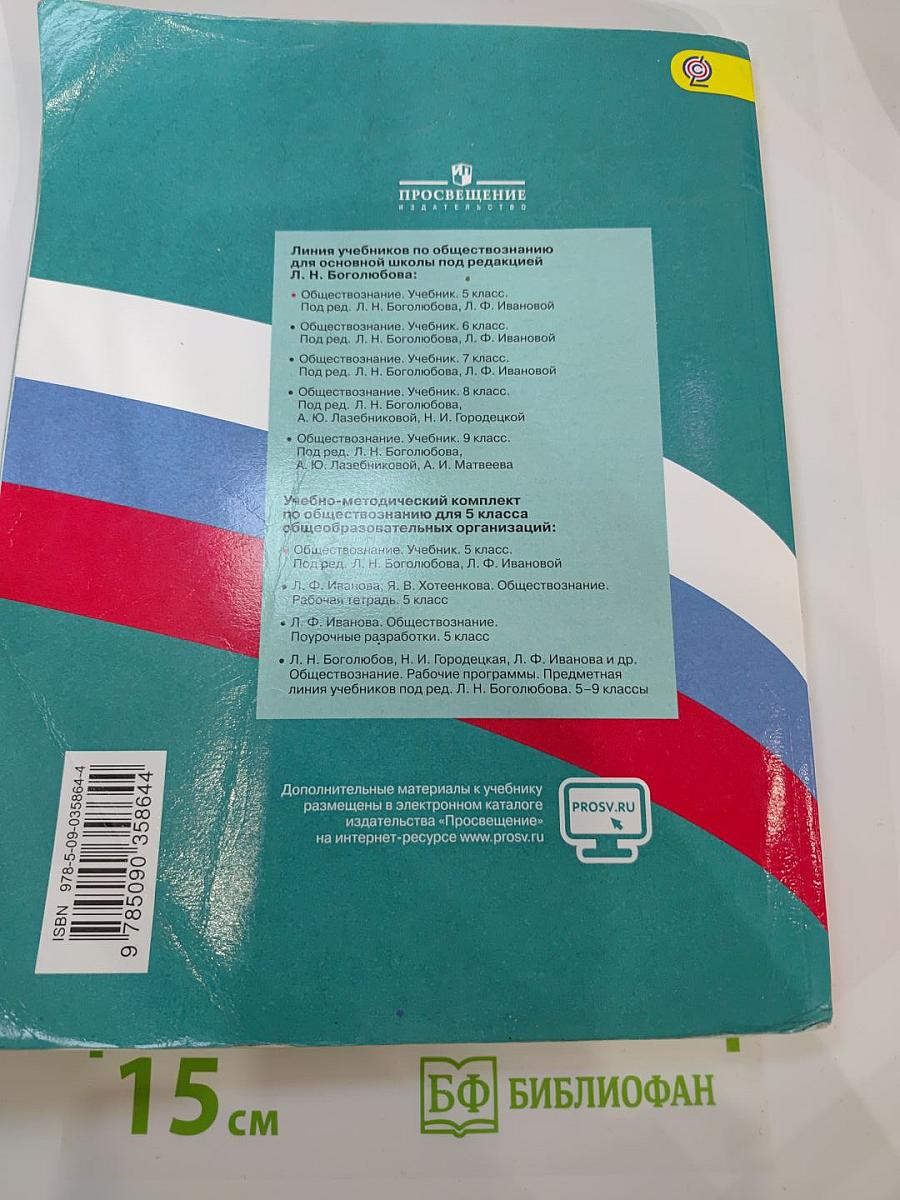 ПРОСВЕЩЕНИЕ
ИЗДАТЕЛЬСТВО
Линия учебников по обществознанию
для основной школы под редакцией
Л. Н. Боголюбова:
• Обществознание. Учебник. 5 класс.
Под ред. Л. Н. Боголюбова, Л. Ф. Ивановой
• Обществознание. Учебник. 6 класс.
Под ред. Л. Н. Боголюбова, Л. Ф. Ивановой
• Обществознание. Учебник. 7 класс.
Под ред. Л. Н. Боголюбова, Л. Ф. Ивановой
• Обществознание. Учебник. 8 класс.
Под ред. Л. Н. Боголюбова,
А. Ю. Лазебниковой, Н. И. Городецкой
• Обществознание. Учебник. 9 класс.
Под ред. Л. Н. Боголюбова,
А. Ю. Лазебниковой, А. И. Матвеева
Учебно-методический комплект
по обществознанию для 5 класса
общеобразовательных организаций:
• Обществознание. Учебник. 5 класс.
Под ред. Л. Н. Боголюбова, Л. Ф. Ивановой
• Л. Ф. Иванова, Я. В. Хотеенкова. Обществознание.
Рабочая тетрадь. 5 класс
• Л. Ф. Иванова. Обществознание.
Поурочные разработки. 5 класс
• Л. Н. Боголюбов, Н. И. Городецкая, Л. Ф. Иванова и др.
Обществознание. Рабочие программы. Предметная
линия учебников под ред. Л. Н. Боголюбова. 5–9 классы
Дополнительные материалы к учебнику
размещены в электронном каталоге
издательства «Просвещение»
на интернет-ресурсе www.prosv.ru
PROSV.RU
ISBN 978-5-09-035864-4
9 785090 358644
15 см
БФ БИБЛИОФАН